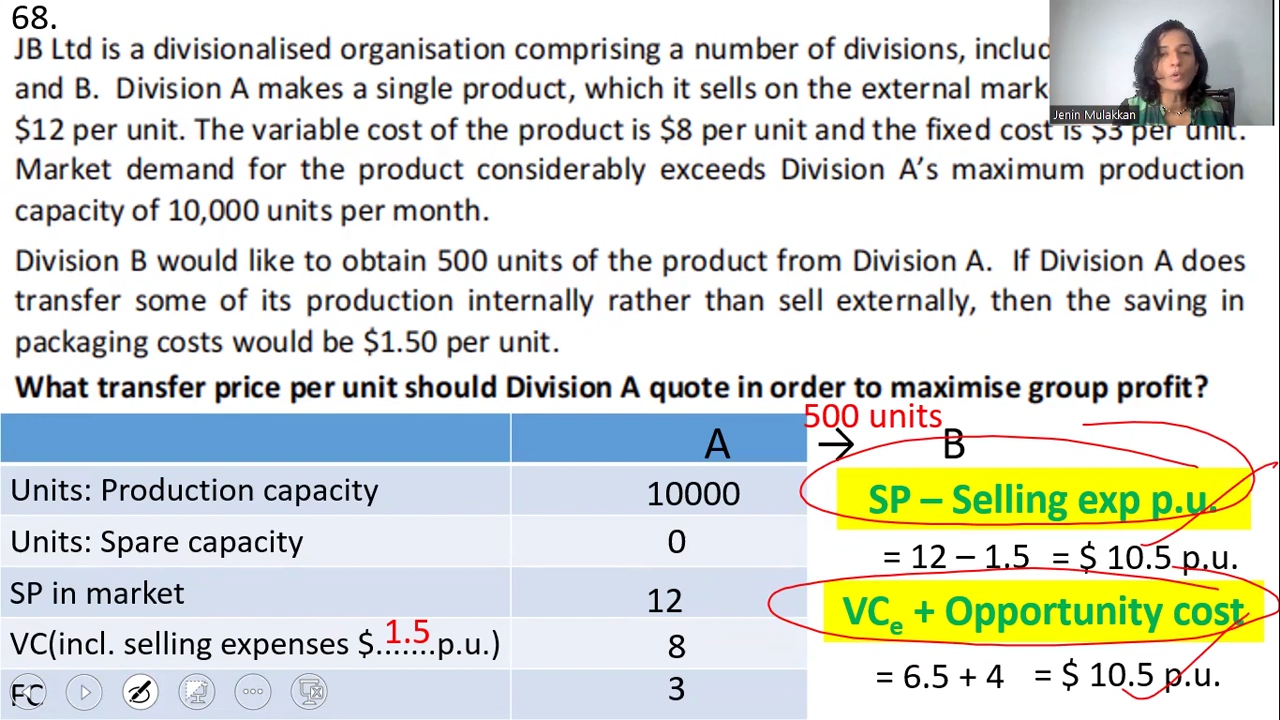 68.
JB Ltd is a divisionalised organisation comprising a number of divisions, includ
and B. Division A makes a single product, which it sells on the external mark
$12 per unit. The variable cost of the product is $8 per unit and the fixed cost is $3 per unit.
Jenin Mulakkan
Market demand for the product considerably exceeds Division A's maximum production
capacity of 10,000 units per month.
Division B would like to obtain 500 units of the product from Division A. If Division A does
transfer some of its production internally rather than sell externally, then the saving in
packaging costs would be $1.50 per unit.
What transfer price per unit should Division A quote in order to maximise group profit?
500 units
A → B
Units: Production capacity 10000
SP – Selling exp p.u.
Units: Spare capacity 0
= 12 – 1.5 = $ 10.5 p.u.
SP in market 12
VCe + Opportunity cost
VC(incl. selling expenses $.1.5.p.u.) 8
= 6.5 + 4 = $ 10.5 p.u.
FC 3